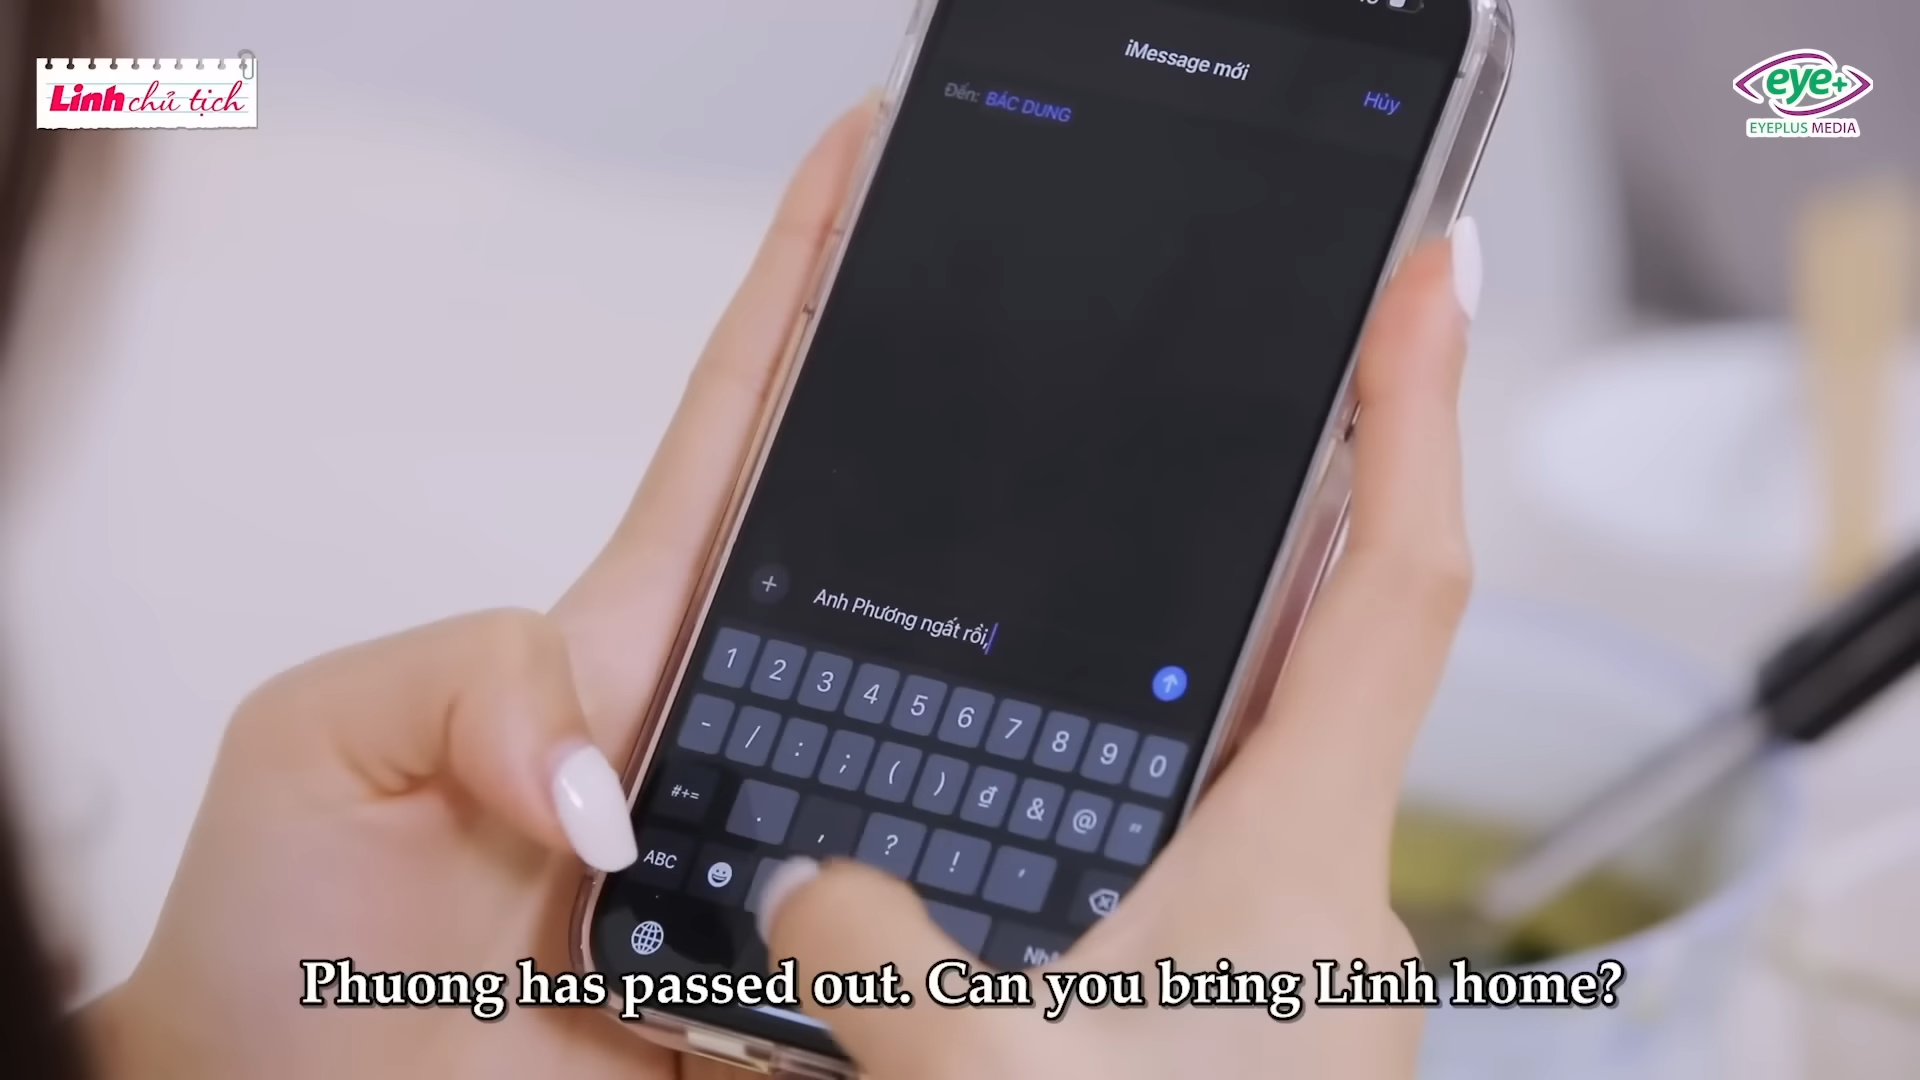 Linh chủ tịch
eye+
EYEPLUS MEDIA
iMessage mới
Hủy
Đến: BÁC DUNG
Anh Phương ngất rồi,
1 2 3 4 5 6 7 8 9 0
- / : ; ( ) đ & @ "
#+= . , ? ! '
ABC
Phuong has passed out. Can you bring Linh home?